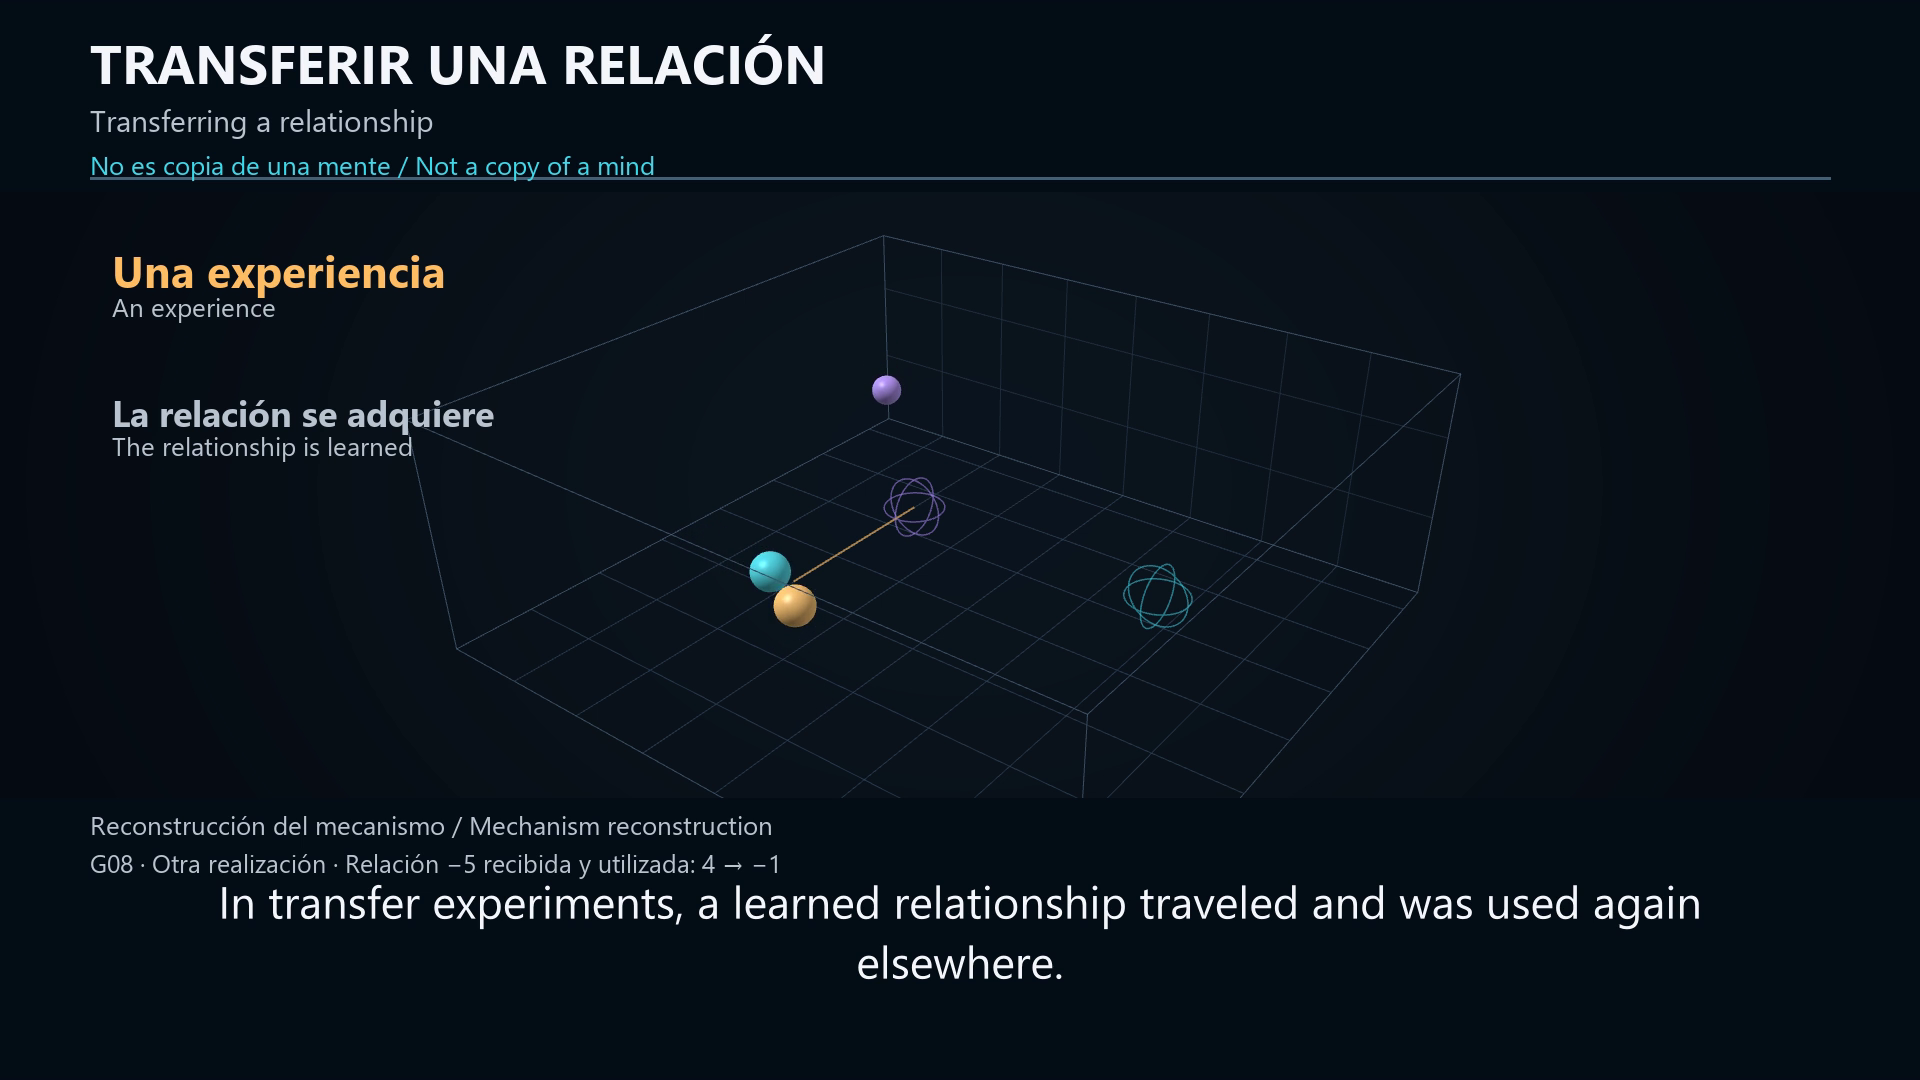 TRANSFERIR UNA RELACIÓN
Transferring a relationship
No es copia de una mente / Not a copy of a mind
Una experiencia
An experience
La relación se adquiere
The relationship is learned
Reconstrucción del mecanismo / Mechanism reconstruction
G08 · Otra realización · Relación −5 recibida y utilizada: 4 → −1
In transfer experiments, a learned relationship traveled and was used again
elsewhere.